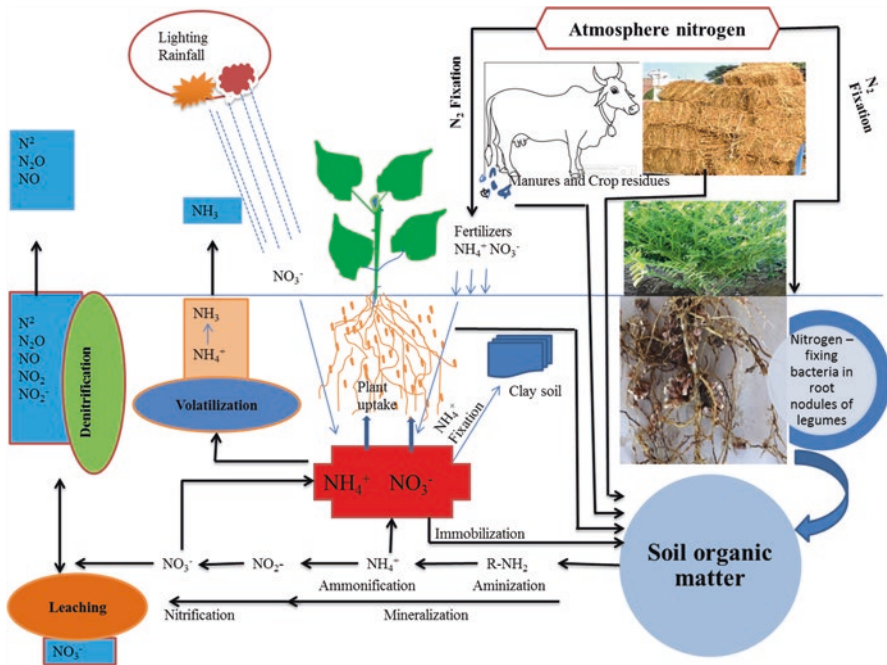 Lighting
Rainfall
Atmosphere nitrogen
N₂ Fixation
N₂
Fixation
N²
N₂O
NO
NH₃
Manures and Crop residues
Fertilizers
NH₄⁺ NO₃⁻
NO₃⁻
N²
N₂O
NO
NO₂
NO₂⁻
Denitrification
NH₃
NH₄⁺
Volatilization
Plant
uptake
NH₄⁺
Fixation
Clay soil
Nitrogen –
fixing
bacteria in
root
nodules of
legumes
NH₄⁺ NO₃⁻
Immobilization
Soil organic
matter
NO₃⁻
NO₂-
NH₄⁺
R-NH₂
Ammonification
Aminization
Leaching
NO₃⁻
Nitrification
Mineralization